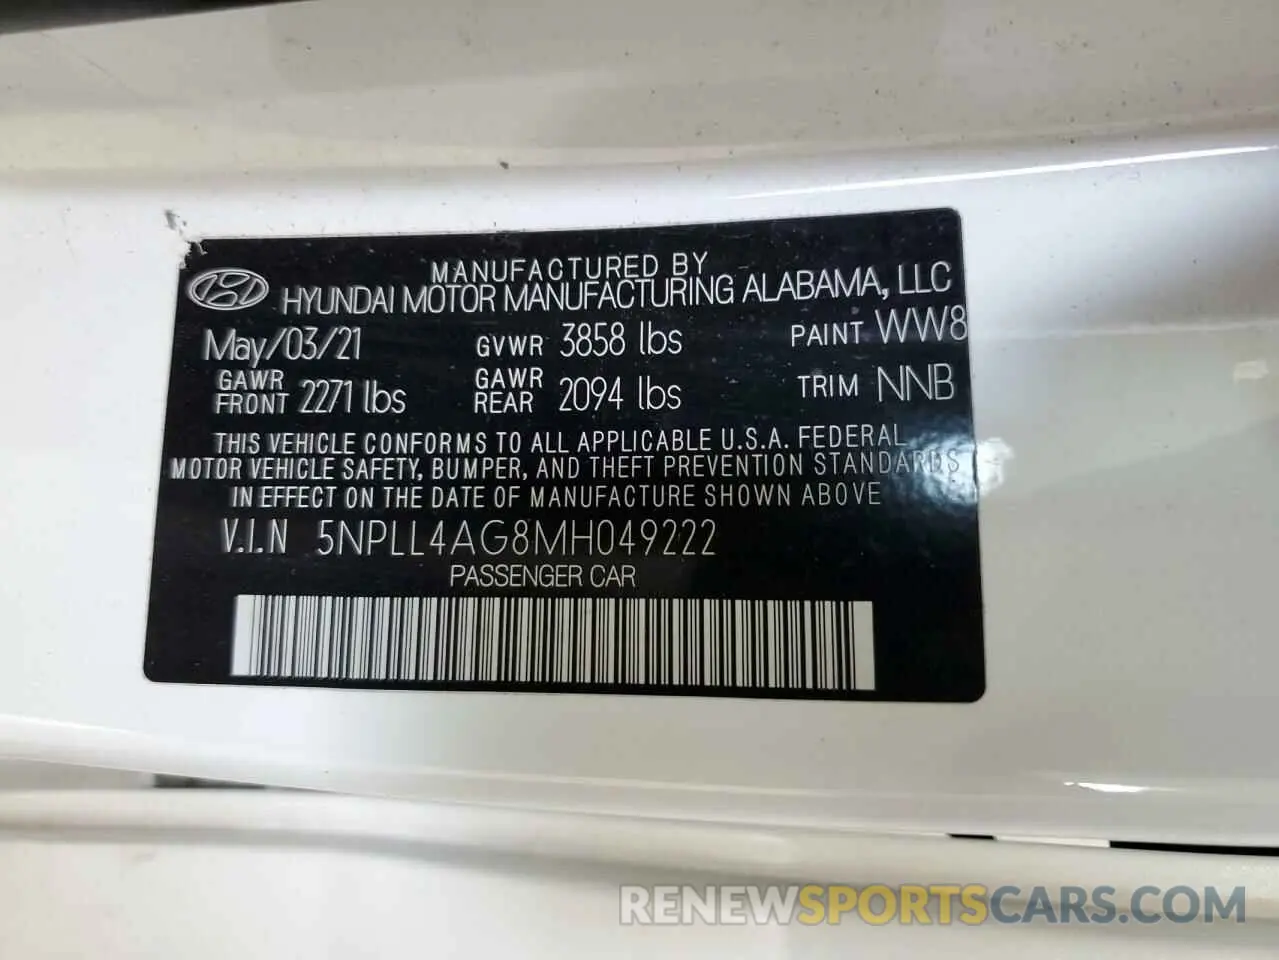 MANUFACTURED BY
HYUNDAI MOTOR MANUFACTURING ALABAMA, LLC
May/03/21 GVWR 3858 lbs PAINT WW8
GAWR FRONT 2271 lbs GAWR REAR 2094 lbs TRIM NNB
THIS VEHICLE CONFORMS TO ALL APPLICABLE U.S.A. FEDERAL
MOTOR VEHICLE SAFETY, BUMPER, AND THEFT PREVENTION STANDARDS
IN EFFECT ON THE DATE OF MANUFACTURE SHOWN ABOVE
V.I.N 5NPLL4AG8MH049222
PASSENGER CAR
RENEWSPORTSCARS.COM